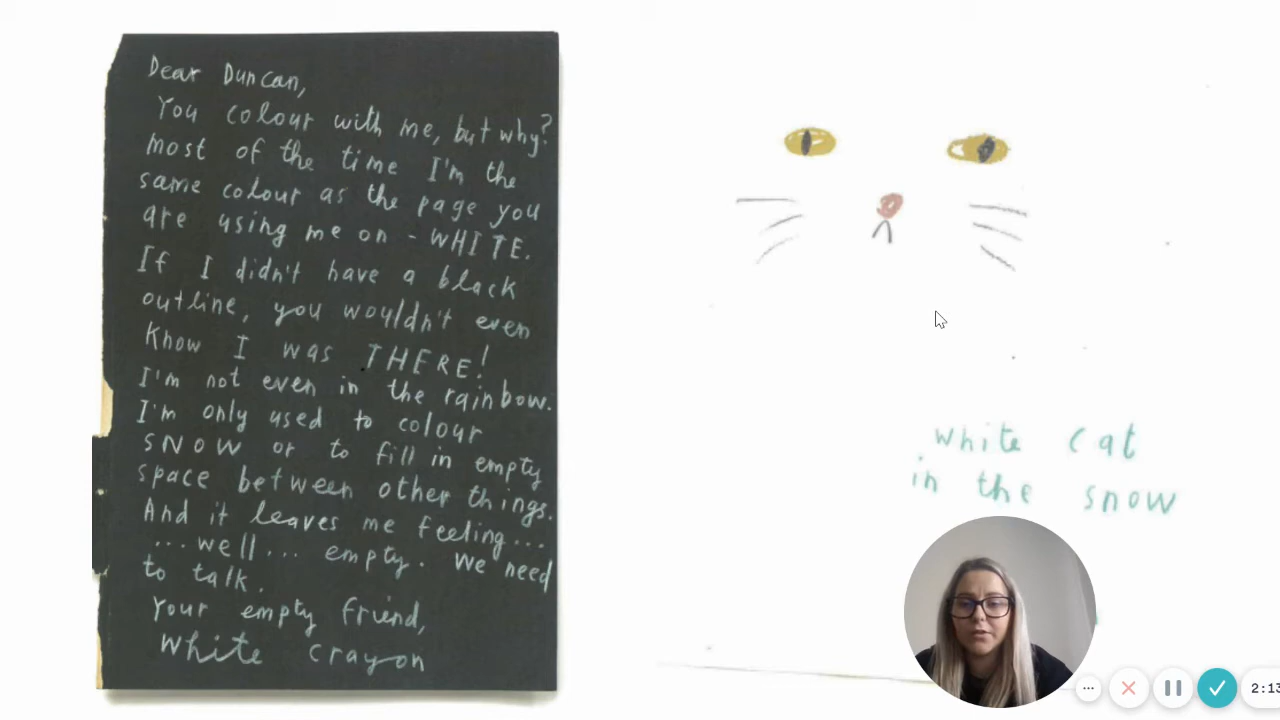 Dear Duncan,
You colour with me, but why?
most of the time I'm the
same colour as the page you
are using me on - WHITE.
If I didn't have a black
outline, you wouldn't even
Know I was THERE!
I'm not even in the rainbow.
I'm only used to colour
SNOW or to fill in empty
space between other things.
And it leaves me feeling...
...well... empty. We need
to talk.
Your empty friend,
White crayon
white cat
in the snow
2:13